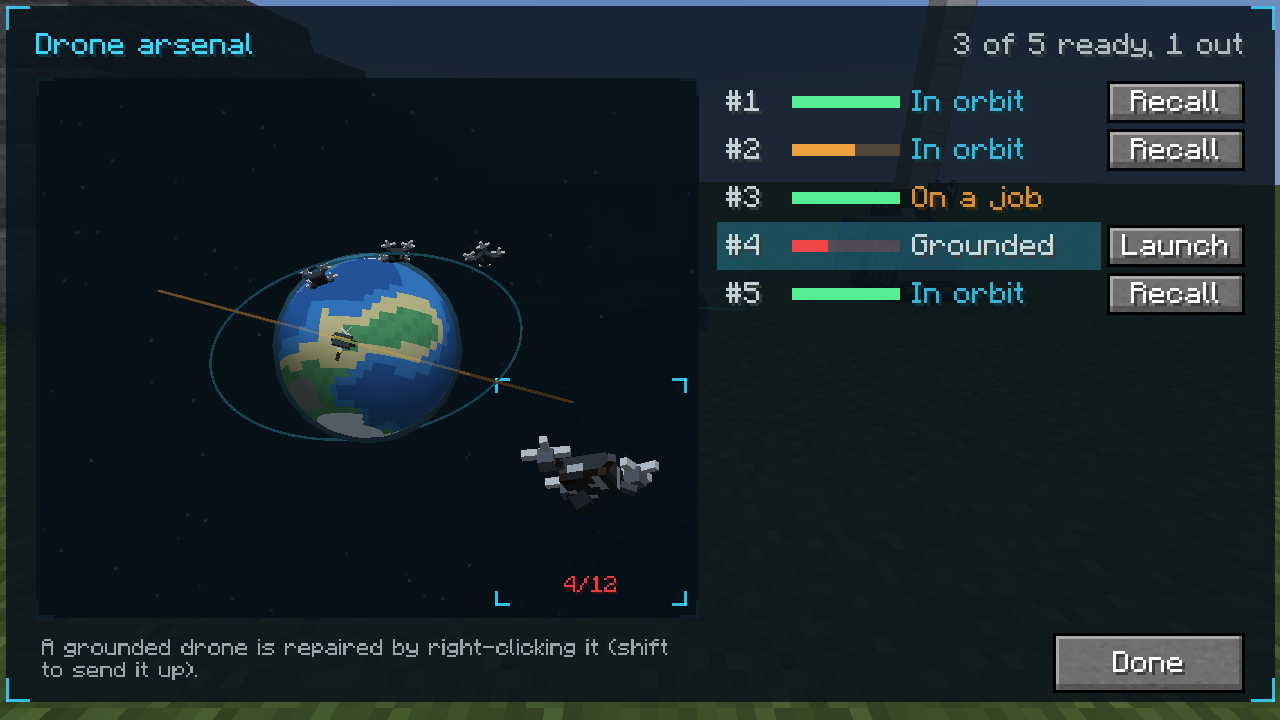 Drone arsenal
3 of 5 ready, 1 out
#1 In orbit Recall
#2 In orbit Recall
#3 On a job
#4 Grounded Launch
#5 In orbit Recall
4/12
A grounded drone is repaired by right-clicking it (shift
to send it up).
Done